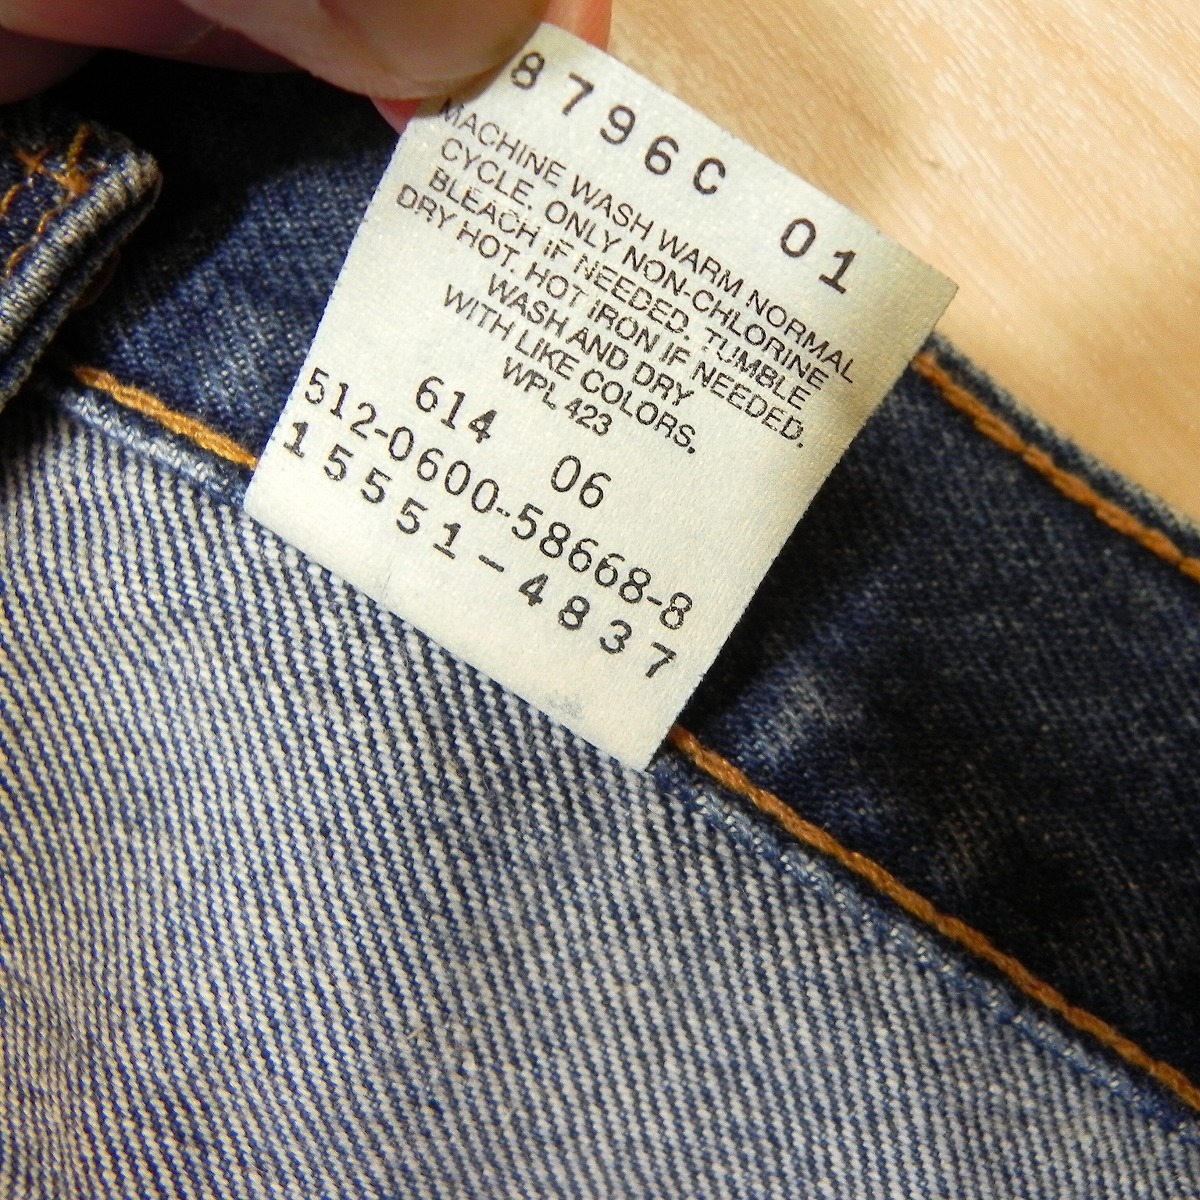 8796C 01
MACHINE WASH WARM NORMAL
CYCLE. ONLY NON-CHLORINE
BLEACH IF NEEDED. TUMBLE
DRY HOT. HOT IRON IF NEEDED.
WASH AND DRY
WITH LIKE COLORS.
WPL 423
614 06
512-0600-58668-8
15551-4837